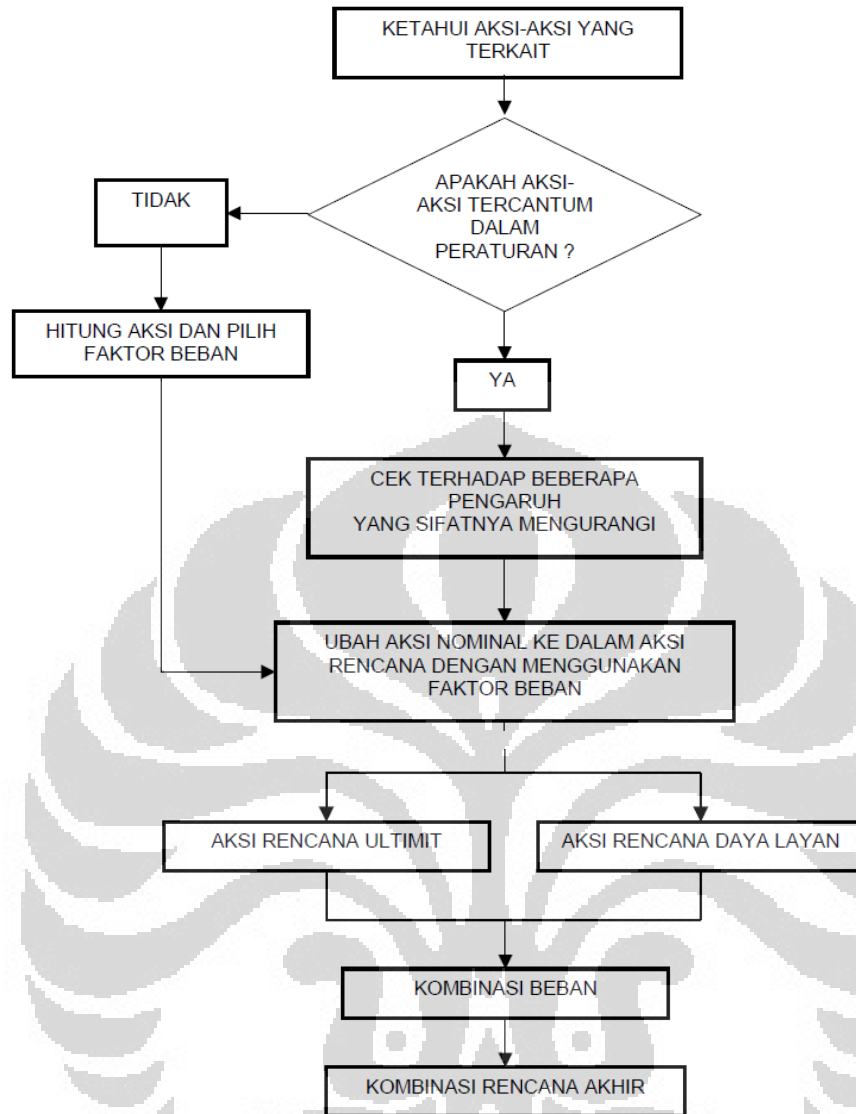 KETAHUI AKSI-AKSI YANG
TERKAIT
APAKAH AKSI-
AKSI TERCANTUM
DALAM
PERATURAN ?
TIDAK
HITUNG AKSI DAN PILIH
FAKTOR BEBAN
YA
CEK TERHADAP BEBERAPA
PENGARUH
YANG SIFATNYA MENGURANGI
UBAH AKSI NOMINAL KE DALAM AKSI
RENCANA DENGAN MENGGUNAKAN
FAKTOR BEBAN
AKSI RENCANA ULTIMIT
AKSI RENCANA DAYA LAYAN
KOMBINASI BEBAN
KOMBINASI RENCANA AKHIR